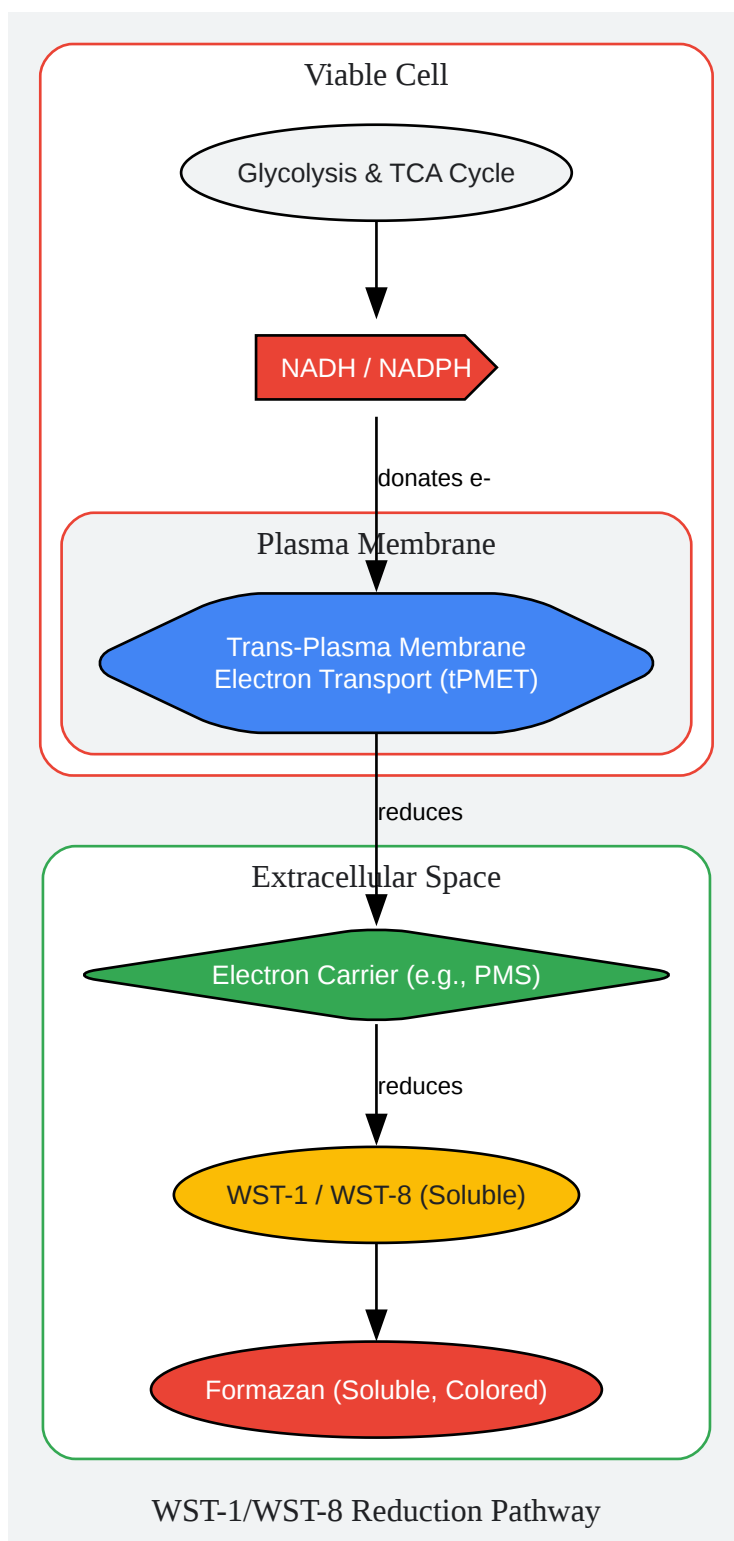 Viable Cell
Glycolysis & TCA Cycle
NADH / NADPH
donates e-
Plasma Membrane
Trans-Plasma Membrane
Electron Transport (tPMET)
reduces
Extracellular Space
Electron Carrier (e.g., PMS)
reduces
WST-1 / WST-8 (Soluble)
Formazan (Soluble, Colored)
WST-1/WST-8 Reduction Pathway